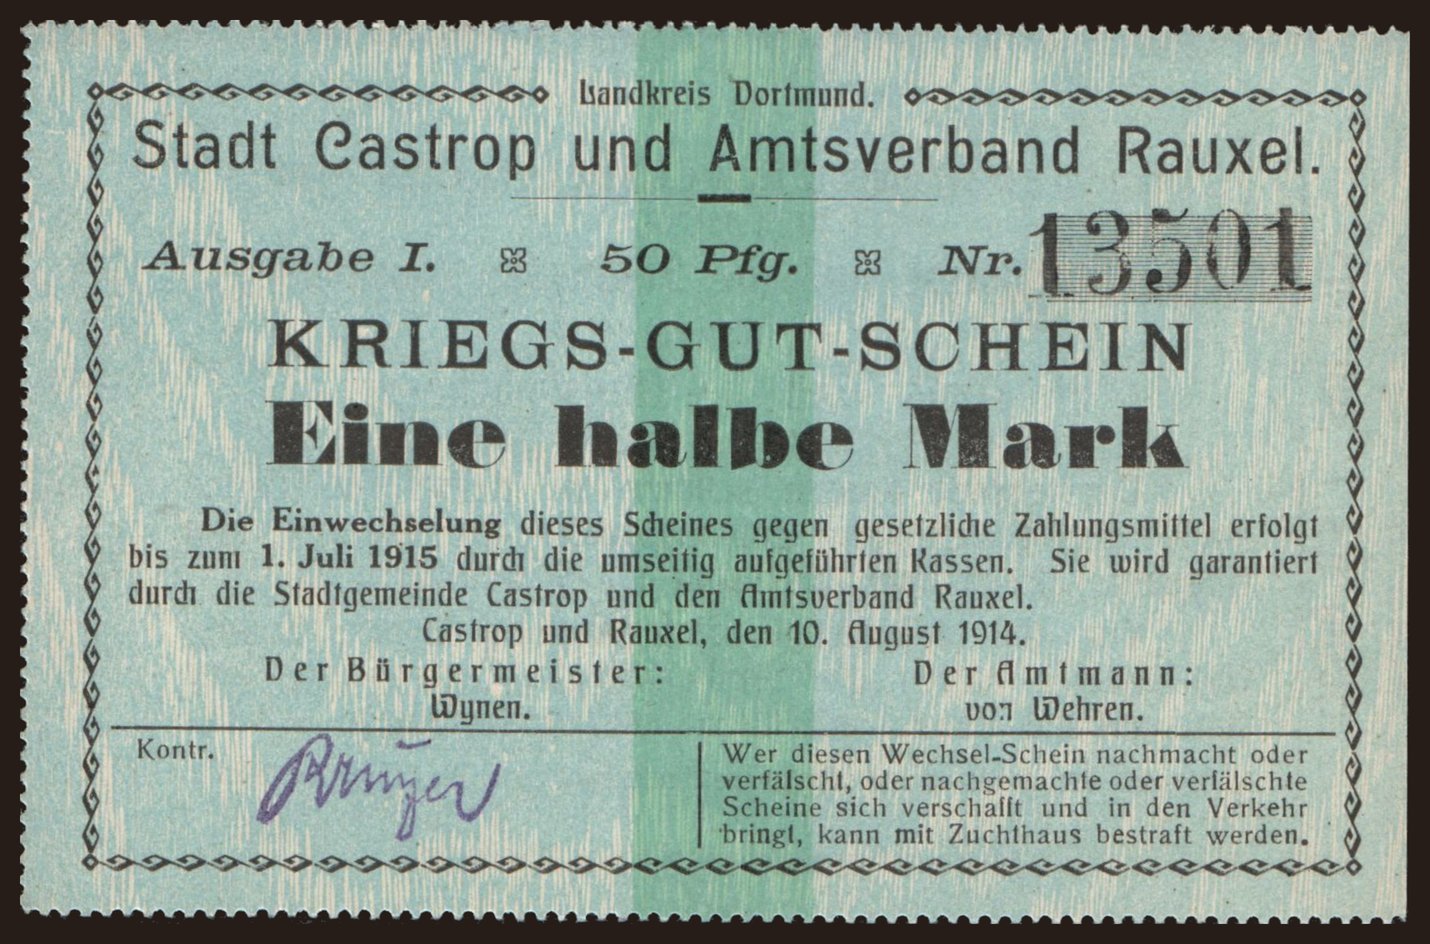 Landkreis Dortmund.
Stadt Castrop und Amtsverband Rauxel.
Ausgabe I. 50 Pfg. Nr. 13501
KRIEGS-GUT-SCHEIN
Eine halbe Mark
Die Einwechselung dieses Scheines gegen gesetzliche Zahlungsmittel erfolgt
bis zum 1. Juli 1915 durch die umseitig aufgeführten Kassen. Sie wird garantiert
durch die Stadtgemeinde Castrop und den Amtsverband Rauxel.
Castrop und Rauxel, den 10. August 1914.
Der Bürgermeister: Der Amtmann:
Wynen. von Wehren.
Kontr.
Wer diesen Wechsel-Schein nachmacht oder
verfälscht, oder nachgemachte oder verfälschte
Scheine sich verschafft und in den Verkehr
bringt, kann mit Zuchthaus bestraft werden.